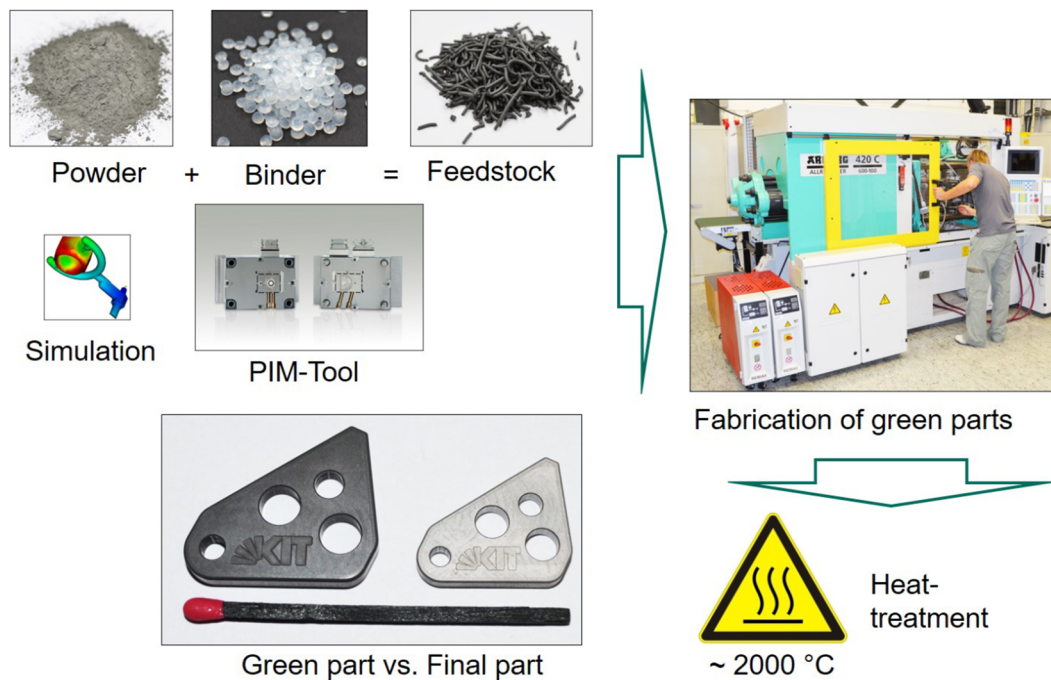 Powder + Binder = Feedstock
Simulation
PIM-Tool
420 C
Fabrication of green parts
KIT
KIT
Green part vs. Final part
Heat-
treatment
~ 2000 °C